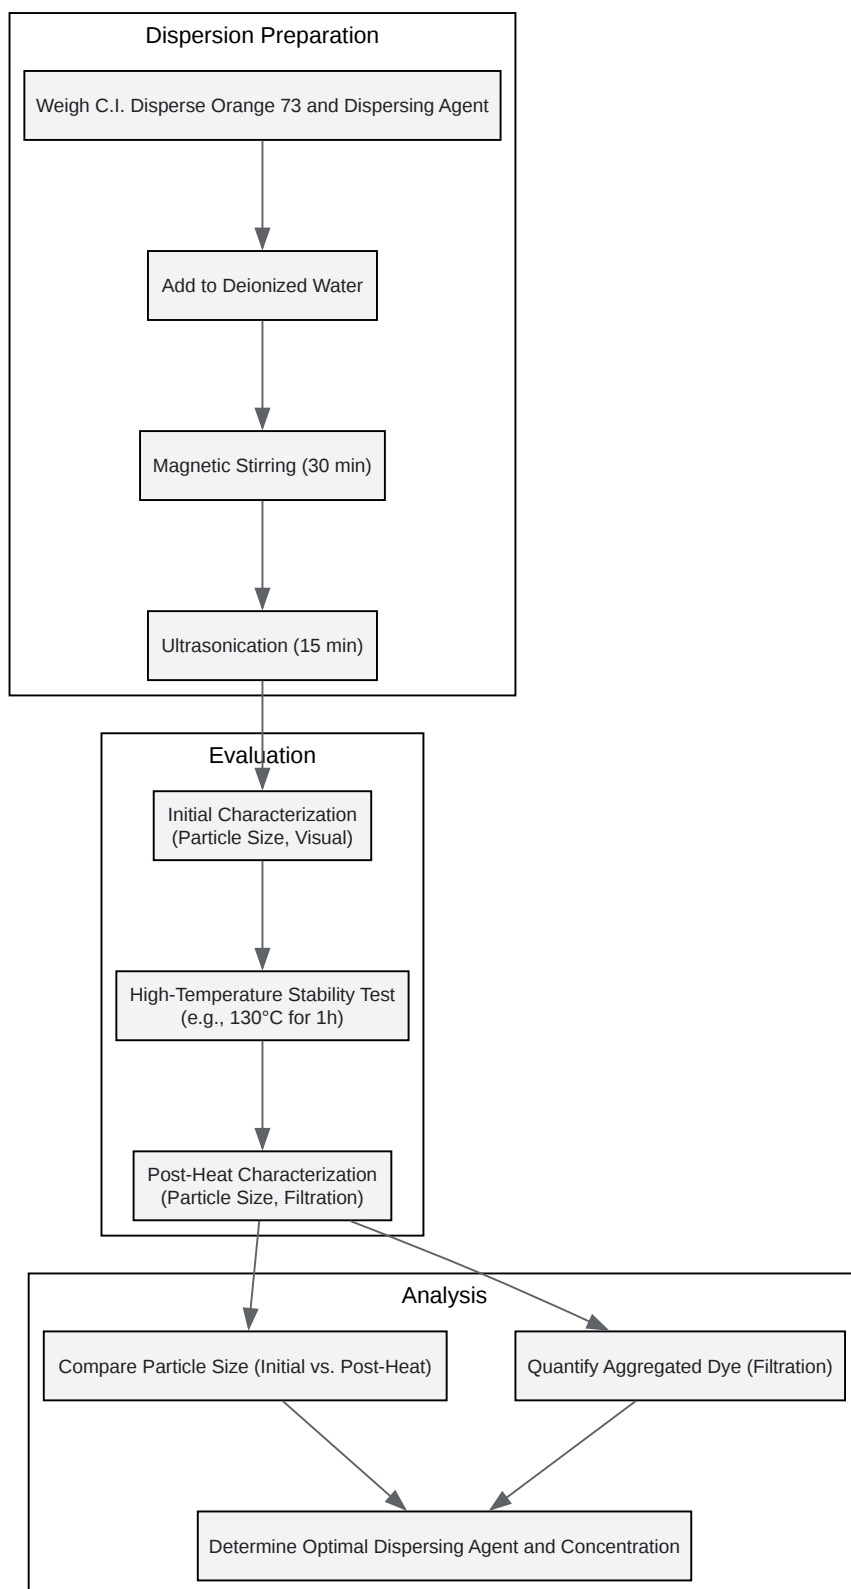 Dispersion Preparation
Weigh C.I. Disperse Orange 73 and Dispersing Agent
Add to Deionized Water
Magnetic Stirring (30 min)
Ultrasonication (15 min)
Evaluation
Initial Characterization
(Particle Size, Visual)
High-Temperature Stability Test
(e.g., 130°C for 1h)
Post-Heat Characterization
(Particle Size, Filtration)
Analysis
Compare Particle Size (Initial vs. Post-Heat)
Quantify Aggregated Dye (Filtration)
Determine Optimal Dispersing Agent and Concentration